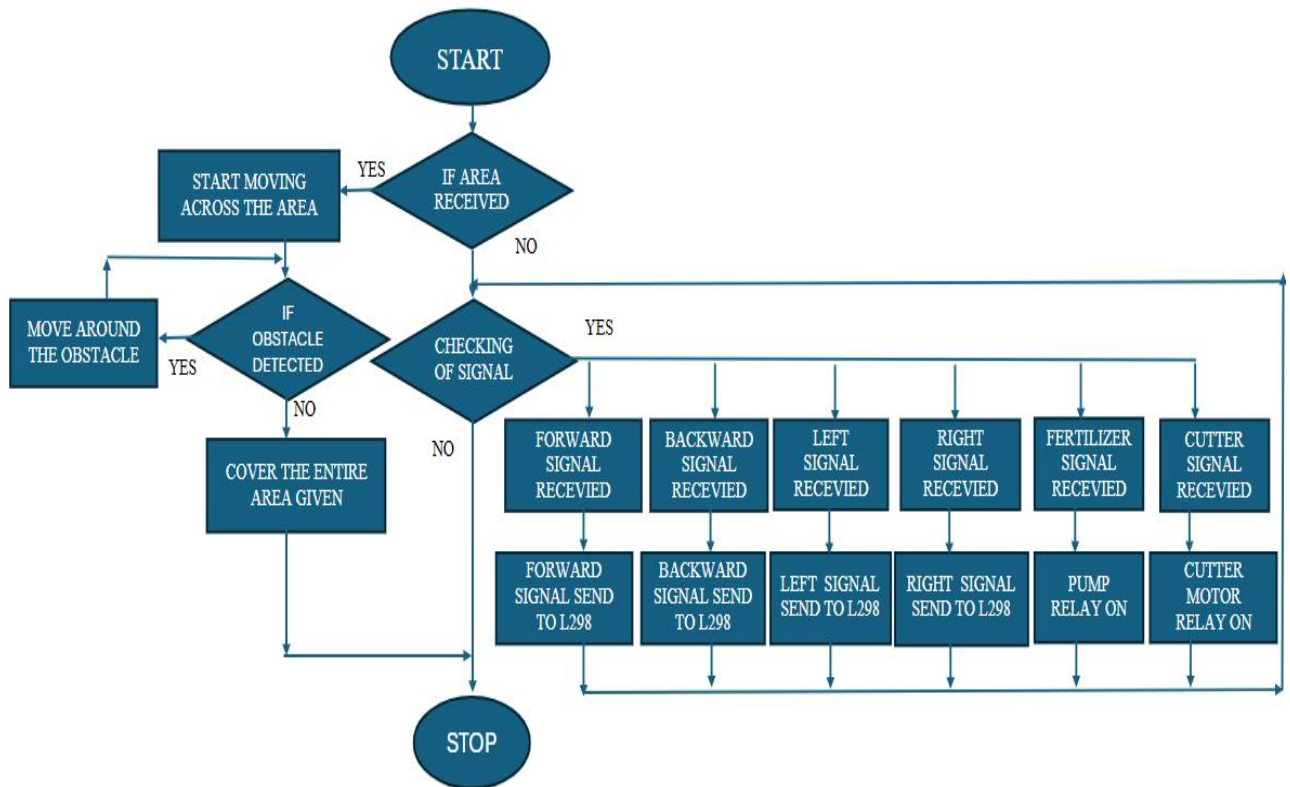 START
IF AREA
RECEIVED
YES
START MOVING
ACROSS THE AREA
NO
IF
OBSTACLE
DETECTED
YES
MOVE AROUND
THE OBSTACLE
NO
COVER THE ENTIRE
AREA GIVEN
CHECKING
OF SIGNAL
YES
NO
FORWARD
SIGNAL
RECEVIED
BACKWARD
SIGNAL
RECEVIED
LEFT
SIGNAL
RECEVIED
RIGHT
SIGNAL
RECEVIED
FERTILIZER
SIGNAL
RECEVIED
CUTTER
SIGNAL
RECEVIED
FORWARD
SIGNAL SEND
TO L298
BACKWARD
SIGNAL SEND
TO L298
LEFT SIGNAL
SEND TO L298
RIGHT SIGNAL
SEND TO L298
PUMP
RELAY ON
CUTTER
MOTOR
RELAY ON
STOP